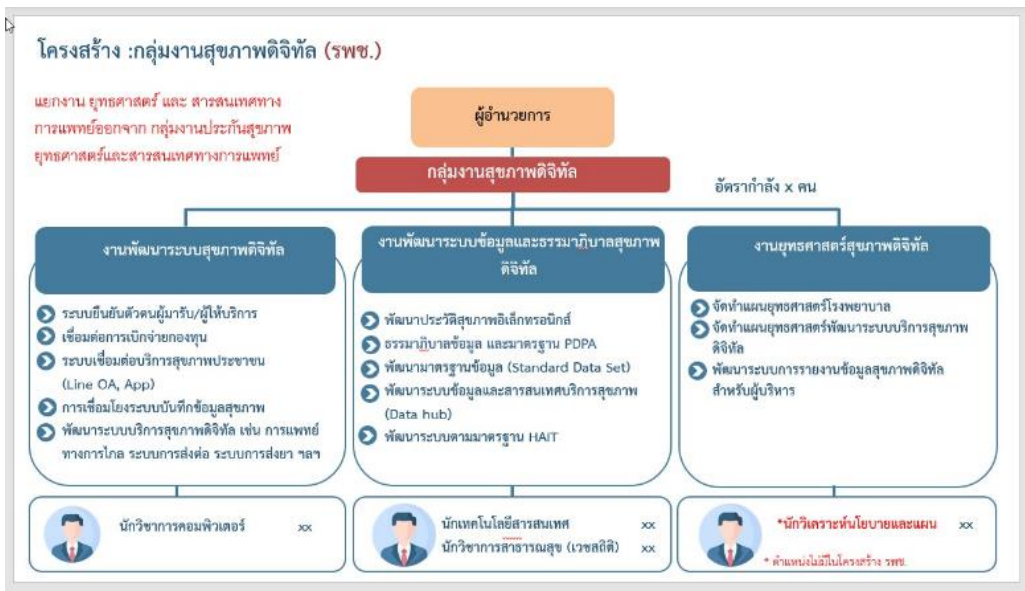 โครงสร้าง :กลุ่มงานสุขภาพดิจิทัล (รพช.)
แยกงาน ยุทธศาสตร์ และ สารสนเทศทาง
การแพทย์ออกจาก กลุ่มงานประกันสุขภาพ
ยุทธศาสตร์และสารสนเทศทางการแพทย์
ผู้อำนวยการ
กลุ่มงานสุขภาพดิจิทัล
อัตรากำลัง x คน
งานพัฒนาระบบสุขภาพดิจิทัล
ระบบยืนยันตัวตนผู้มารับ/ผู้ให้บริการ
เชื่อมต่อการเบิกจ่ายกองทุน
ระบบเชื่อมต่อบริการสุขภาพประชาชน
(Line OA, App)
การเชื่อมโยงระบบบันทึกข้อมูลสุขภาพ
พัฒนาระบบบริการสุขภาพดิจิทัล เช่น การแพทย์
ทางการไกล ระบบการส่งต่อ ระบบการส่งยา ฯลฯ
นักวิชาการคอมพิวเตอร์ xx
งานพัฒนาระบบข้อมูลและธรรมาภิบาลสุขภาพ
ดิจิทัล
พัฒนาประวัติสุขภาพอิเล็กทรอนิกส์
ธรรมาภิบาลข้อมูล และมาตรฐาน PDPA
พัฒนามาตรฐานข้อมูล (Standard Data Set)
พัฒนาระบบข้อมูลและสารสนเทศบริการสุขภาพ
(Data hub)
พัฒนาระบบตามมาตรฐาน HAIT
นักเทคโนโลยีสารสนเทศ xx
นักวิชาการสาธารณสุข (เวชสถิติ) xx
งานยุทธศาสตร์สุขภาพดิจิทัล
จัดทำแผนยุทธศาสตร์โรงพยาบาล
จัดทำแผนยุทธศาสตร์พัฒนาระบบบริการสุขภาพ
ดิจิทัล
พัฒนาระบบการรายงานข้อมูลสุขภาพดิจิทัล
สำหรับผู้บริหาร
*นักวิเคราะห์นโยบายและแผน xx
* ตำแหน่งไม่มีในโครงสร้าง รพช.